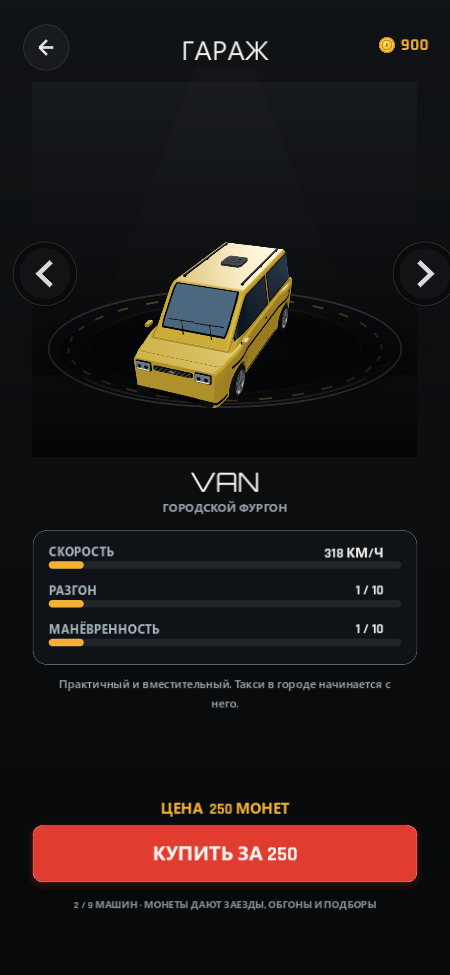 ГАРАЖ
900
VAN
ГОРОДСКОЙ ФУРГОН
СКОРОСТЬ 318 КМ/Ч
РАЗГОН 1 / 10
МАНЁВРЕННОСТЬ 1 / 10
Практичный и вместительный. Такси в городе начинается с
него.
ЦЕНА 250 МОНЕТ
КУПИТЬ ЗА 250
2 / 9 МАШИН · МОНЕТЫ ДАЮТ ЗАЕЗДЫ, ОБГОНЫ И ПОДБОРЫ